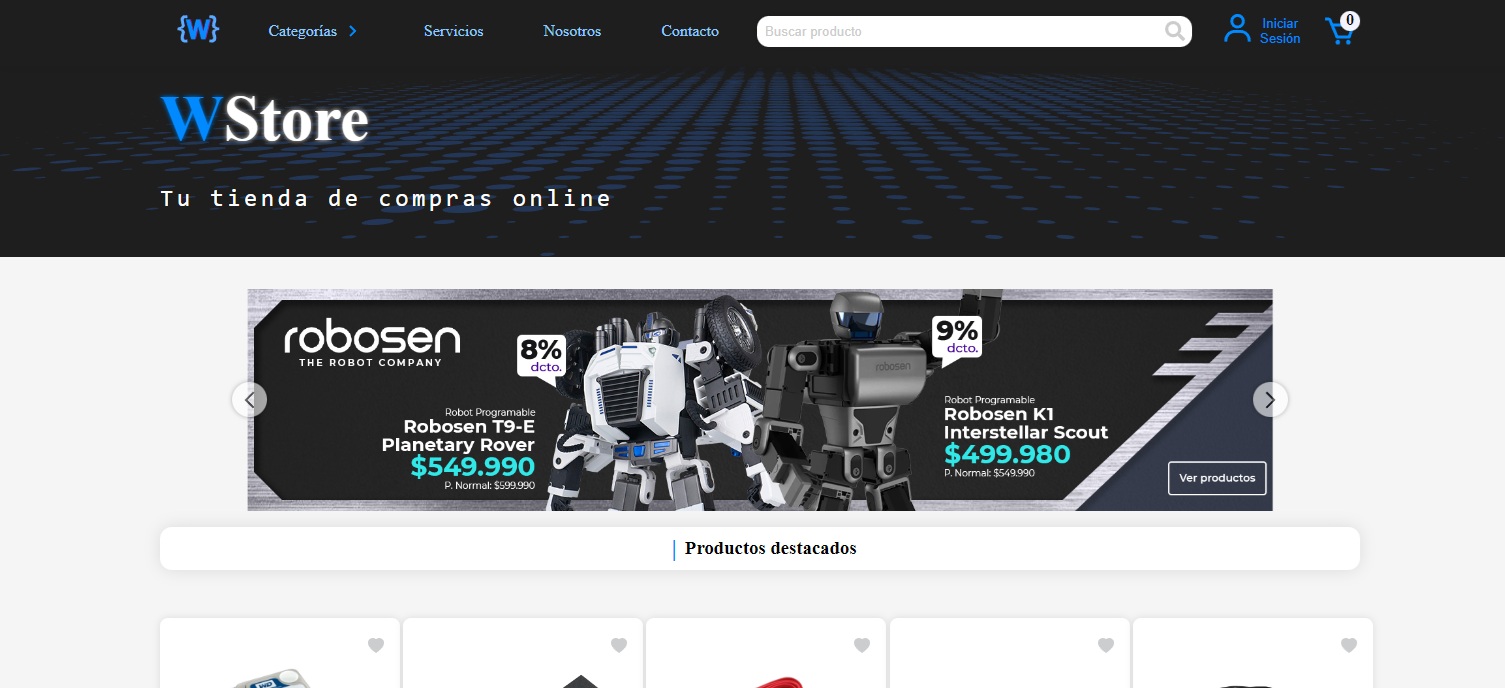 {W}
Categorías
Servicios
Nosotros
Contacto
Buscar producto
Iniciar
Sesión
0
WStore
Tu tienda de compras online
robosen
THE ROBOT COMPANY
8%
dcto.
Robot Programable
Robosen T9-E
Planetary Rover
$549.990
P. Normal: $599.990
9%
dcto.
robosen
Robot Programable
Robosen K1
Interstellar Scout
$499.980
P. Normal: $549.990
Ver productos
Productos destacados
WD